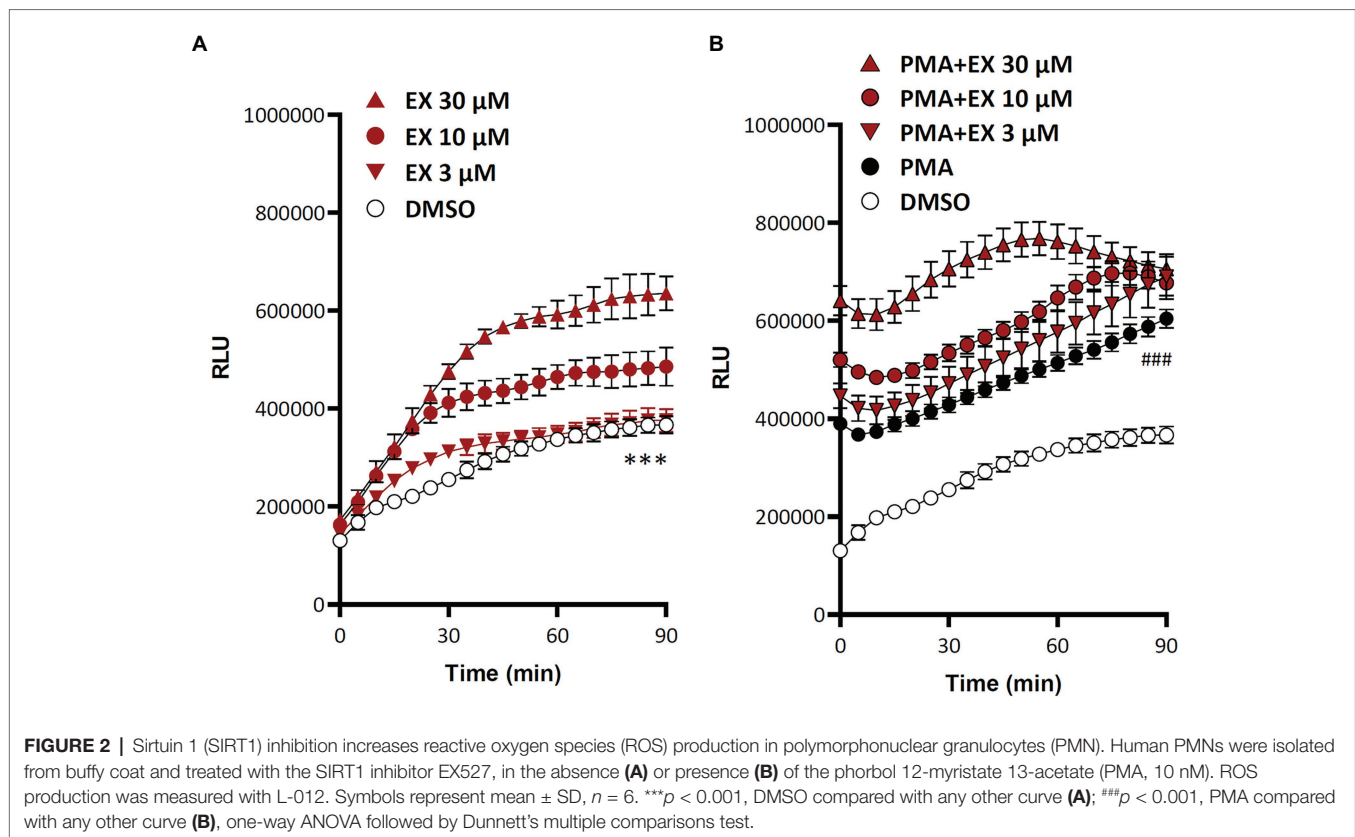 A
EX 30 µM
EX 10 µM
EX 3 µM
DMSO
1000000
800000
600000
400000
200000
0
RLU
***
0 30 60 90
Time (min)
B
PMA+EX 30 µM
PMA+EX 10 µM
PMA+EX 3 µM
PMA
DMSO
1000000
800000
600000
400000
200000
0
RLU
###
0 30 60 90
Time (min)
FIGURE 2 | Sirtuin 1 (SIRT1) inhibition increases reactive oxygen species (ROS) production in polymorphonuclear granulocytes (PMN). Human PMNs were isolated
from buffy coat and treated with the SIRT1 inhibitor EX527, in the absence (A) or presence (B) of the phorbol 12-myristate 13-acetate (PMA, 10 nM). ROS
production was measured with L-012. Symbols represent mean ± SD, n = 6. ***p < 0.001, DMSO compared with any other curve (A); ###p < 0.001, PMA compared
with any other curve (B), one-way ANOVA followed by Dunnett's multiple comparisons test.